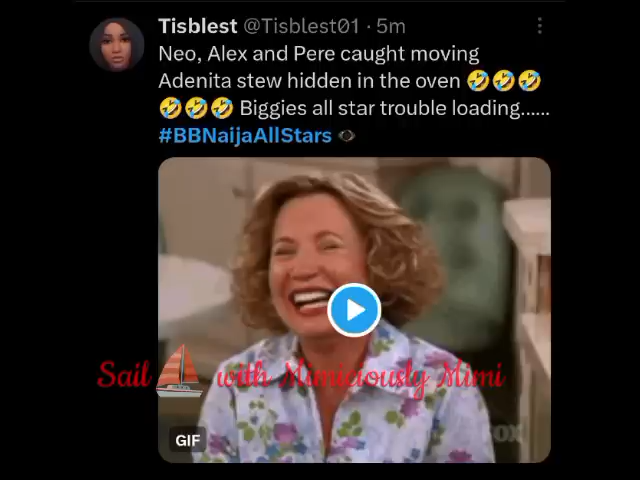 Tisblest @Tisblest01 · 5m
Neo, Alex and Pere caught moving
Adenita stew hidden in the oven 🤣🤣🤣
🤣🤣🤣 Biggies all star trouble loading......
#BBNaijaAllStars
Sail with Mimiciously Mimi
GIF
FOX